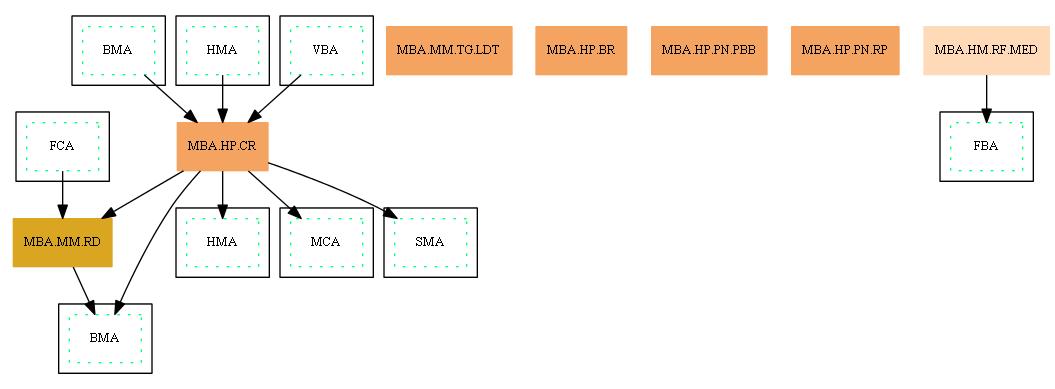 BMA
HMA
VBA
MBA.MM.TG.LDT
MBA.HP.BR
MBA.HP.PN.PBB
MBA.HP.PN.RP
MBA.HM.RF.MED
FCA
MBA.HP.CR
FBA
MBA.MM.RD
HMA
MCA
SMA
BMA